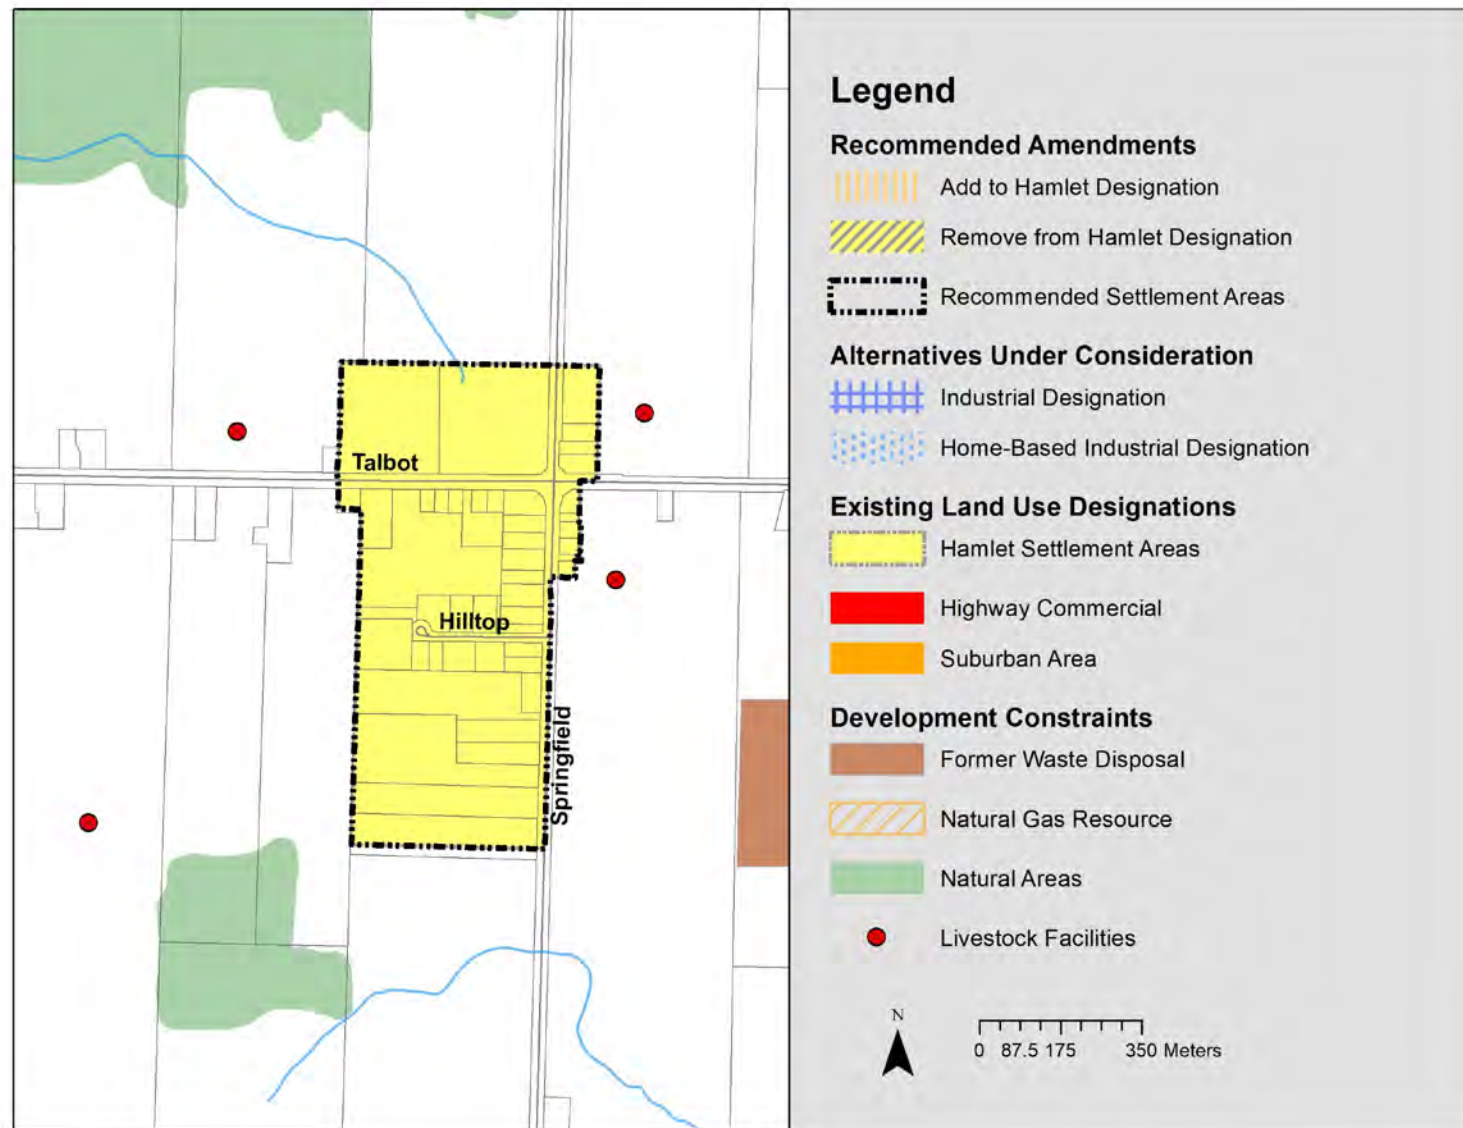 Talbot
Hilltop
Springfield
Legend
Recommended Amendments
Add to Hamlet Designation
Remove from Hamlet Designation
Recommended Settlement Areas
Alternatives Under Consideration
Industrial Designation
Home-Based Industrial Designation
Existing Land Use Designations
Hamlet Settlement Areas
Highway Commercial
Suburban Area
Development Constraints
Former Waste Disposal
Natural Gas Resource
Natural Areas
Livestock Facilities
N
0 87.5 175 350 Meters